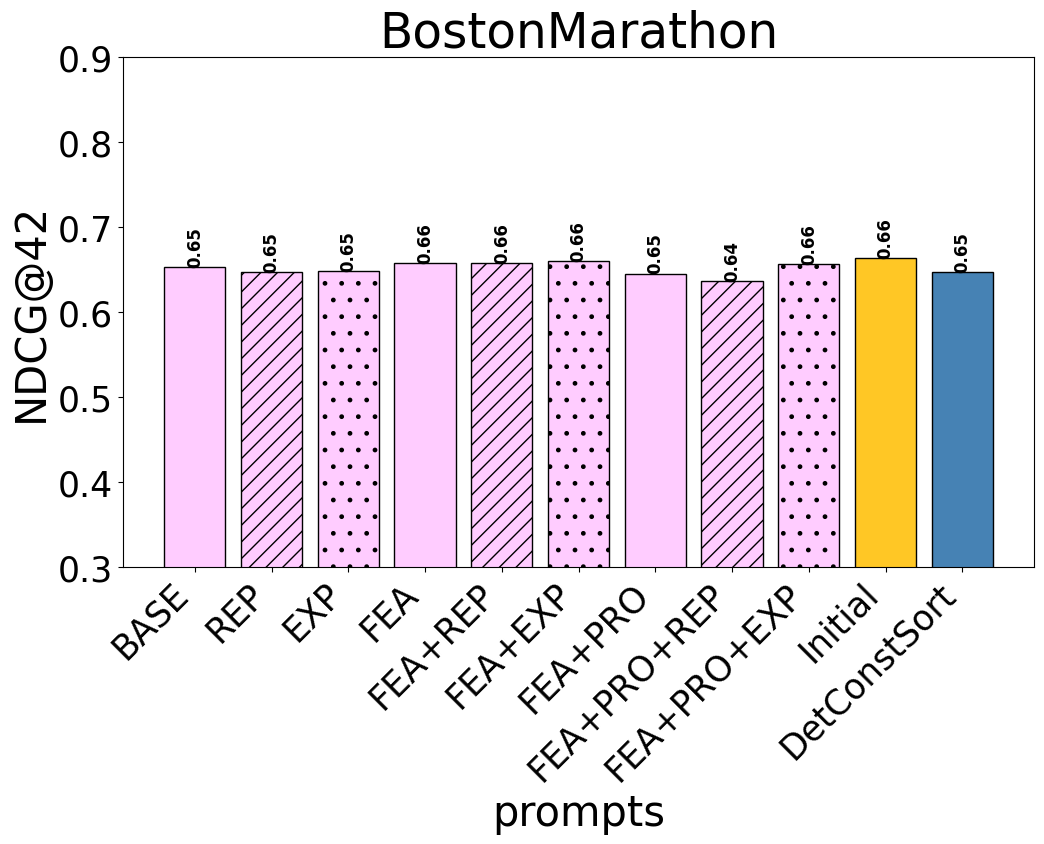 BostonMarathon
NDCG@42
0.9
0.8
0.7
0.6
0.5
0.4
0.3
0.65
0.65
0.65
0.66
0.66
0.66
0.65
0.64
0.66
0.66
0.65
BASE
REP
EXP
FEA
FEA+REP
FEA+EXP
FEA+PRO
FEA+PRO+REP
FEA+PRO+EXP
Initial
DetConstSort
prompts